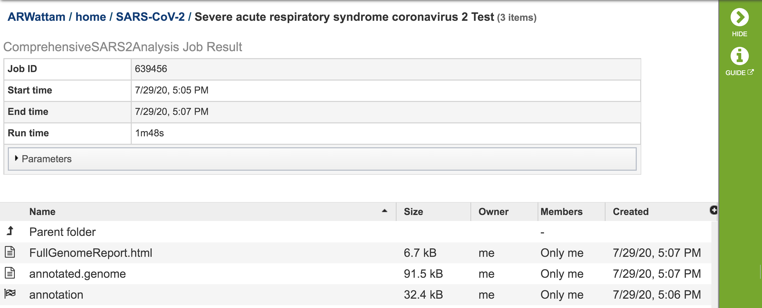 ARWattam / home / SARS-CoV-2 / Severe acute respiratory syndrome coronavirus 2 Test (3 items)
HIDE
ComprehensiveSARS2Analysis Job Result
Job ID 639456
GUIDE
Start time 7/29/20, 5:05 PM
End time 7/29/20, 5:07 PM
Run time 1m48s
Parameters
Name Size Owner Members Created
Parent folder -
FullGenomeReport.html 6.7 kB me Only me 7/29/20, 5:07 PM
annotated.genome 91.5 kB me Only me 7/29/20, 5:07 PM
annotation 32.4 kB me Only me 7/29/20, 5:06 PM